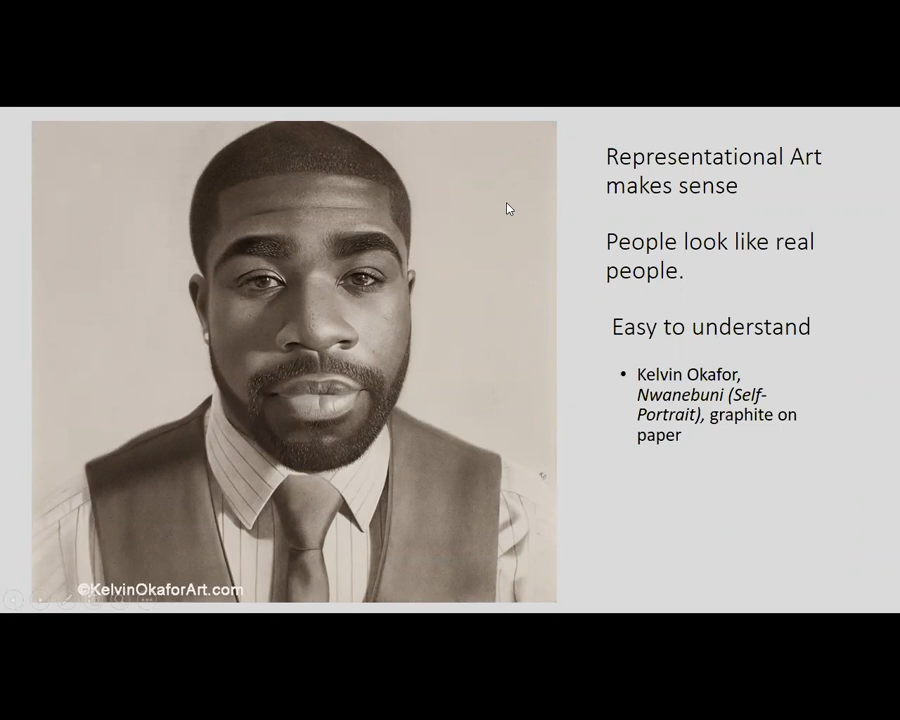 Representational Art
makes sense
People look like real
people.
Easy to understand
• Kelvin Okafor,
Nwanebuni (Self-
Portrait), graphite on
paper
©KelvinOkaforArt.com